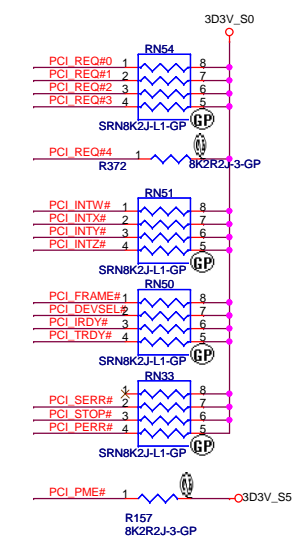 3D3V_S0
RN54
PCI_REQ#0 1 8
PCI_REQ#1 2 7
PCI_REQ#2 3 6
PCI_REQ#3 4 5
SRN8K2J-L1-GP GP
PCI_REQ#4 1 2
R372 8K2R2J-3-GP
RN51
PCI_INTW# 1 8
PCI_INTX# 2 7
PCI_INTY# 3 6
PCI_INTZ# 4 5
SRN8K2J-L1-GP GP
RN50
PCI_FRAME# 1 8
PCI_DEVSEL# 2 7
PCI_IRDY# 3 6
PCI_TRDY# 4 5
SRN8K2J-L1-GP GP
RN33
1 8
PCI_SERR# 2 7
PCI_STOP# 3 6
PCI_PERR# 4 5
SRN8K2J-L1-GP GP
PCI_PME# 1 2 3D3V_S5
R157
8K2R2J-3-GP